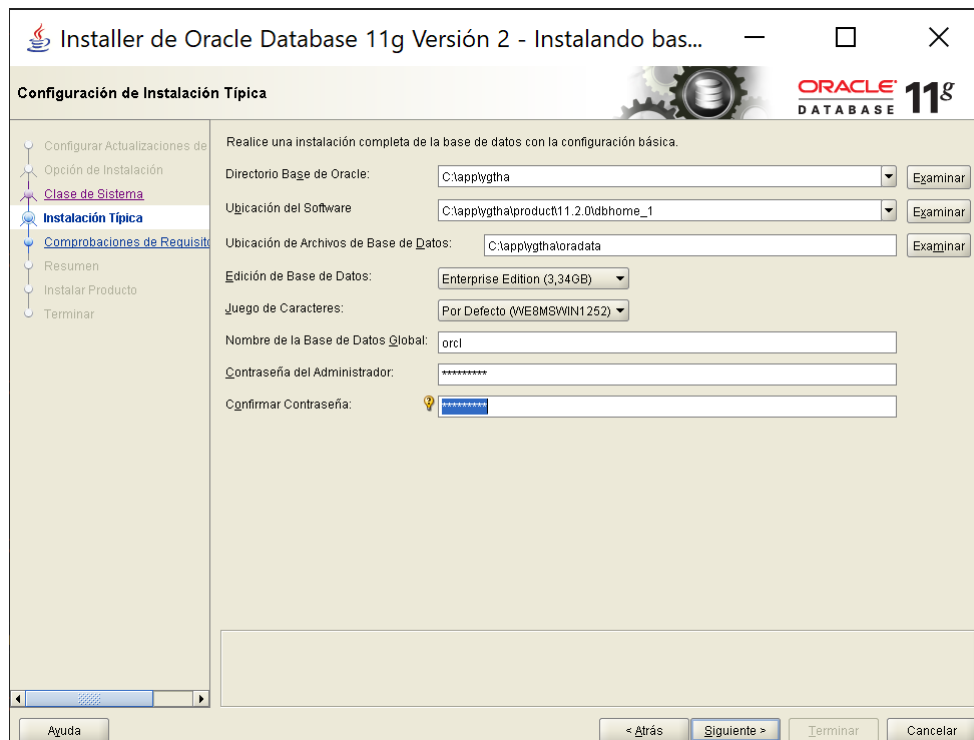 Installer de Oracle Database 11g Versión 2 - Instalando bas...
Configuración de Instalación Típica
ORACLE DATABASE 11g
Configurar Actualizaciones de
Opción de Instalación
Clase de Sistema
Instalación Típica
Comprobaciones de Requisito
Resumen
Instalar Producto
Terminar
Realice una instalación completa de la base de datos con la configuración básica.
Directorio Base de Oracle: C:\app\ygtha Examinar
Ubicación del Software C:\app\ygtha\product\11.2.0\dbhome_1 Examinar
Ubicación de Archivos de Base de Datos: C:\app\ygtha\oradata Examinar
Edición de Base de Datos: Enterprise Edition (3,34GB)
Juego de Caracteres: Por Defecto (WE8MSWIN1252)
Nombre de la Base de Datos Global: orcl
Contraseña del Administrador: *********
Confirmar Contraseña: *********
Ayuda < Atrás Siguiente > Terminar Cancelar